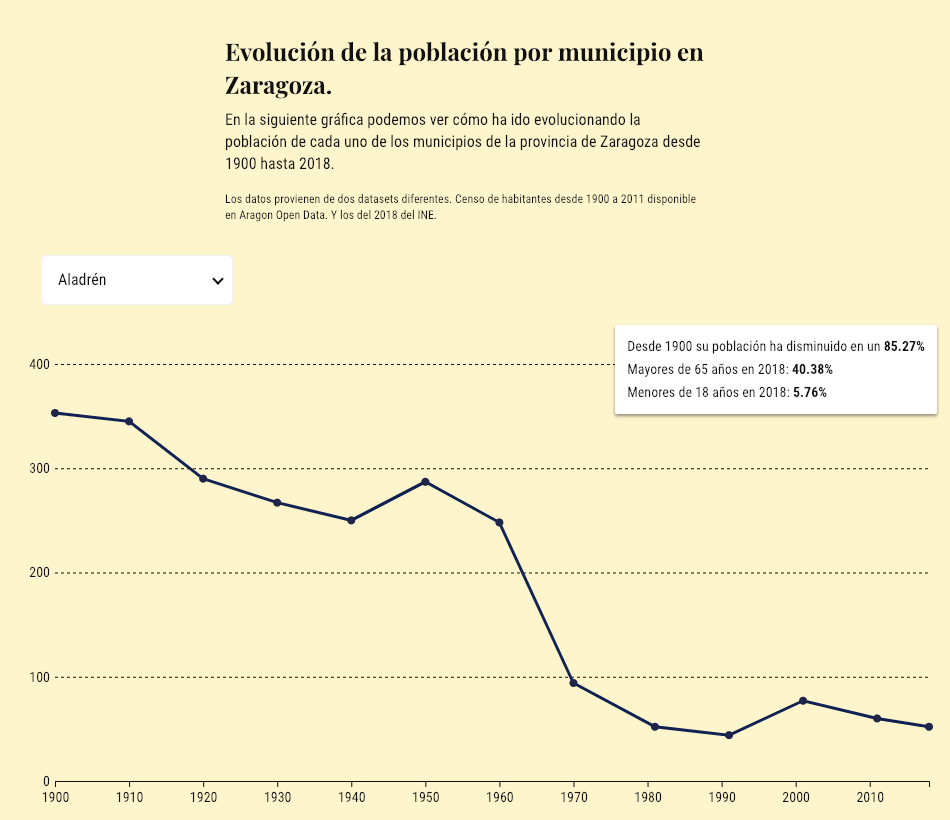 Evolución de la población por municipio en
Zaragoza.
En la siguiente gráfica podemos ver cómo ha ido evolucionando la
población de cada uno de los municipios de la provincia de Zaragoza desde
1900 hasta 2018.
Los datos provienen de dos datasets diferentes. Censo de habitantes desde 1900 a 2011 disponible
en Aragon Open Data. Y los del 2018 del INE.
Aladrén
Desde 1900 su población ha disminuido en un 85.27%
Mayores de 65 años en 2018: 40.38%
Menores de 18 años en 2018: 5.76%
400
300
200
100
0
1900 1910 1920 1930 1940 1950 1960 1970 1980 1990 2000 2010